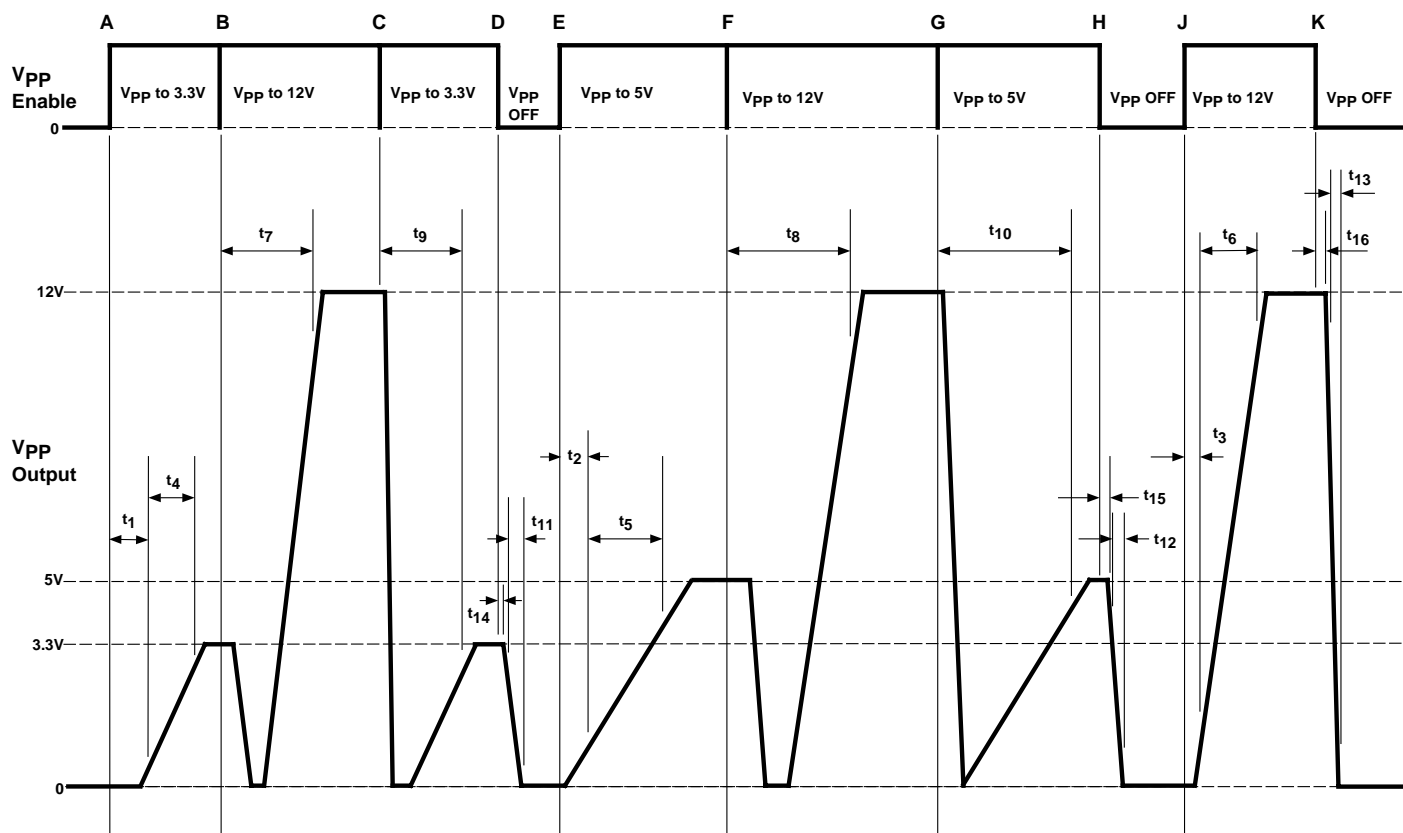 A B C D E F G H J K
VPP
Enable
VPP to 3.3V
VPP to 12V
VPP to 3.3V
VPP
OFF
VPP to 5V
VPP to 12V
VPP to 5V
VPP OFF
VPP to 12V
VPP OFF
0
t13
t7
t9
t8
t10
t6
t16
12V
VPP
Output
t4
t2
t3
t15
t1
t11
t5
t12
5V
t14
3.3V
0